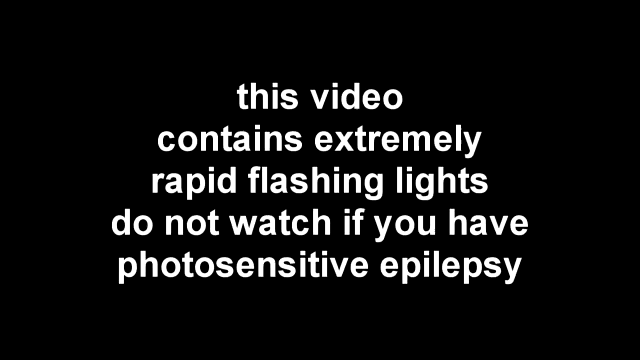 this video
contains extremely
rapid flashing lights
do not watch if you have
photosensitive epilepsy